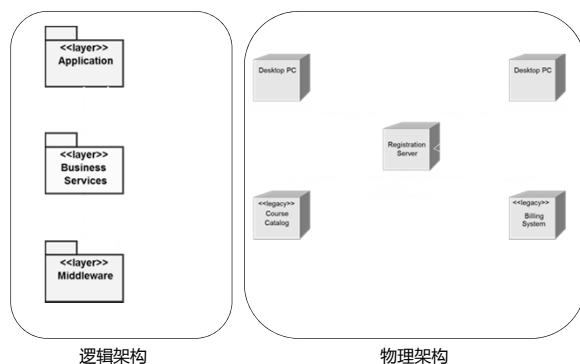 <<layer>>
Application
<<layer>>
Business
Services
<<layer>>
Middleware
逻辑架构
Desktop PC
Desktop PC
Registration
Server
<<legacy>>
Course
Catalog
<<legacy>>
Billing
System
物理架构